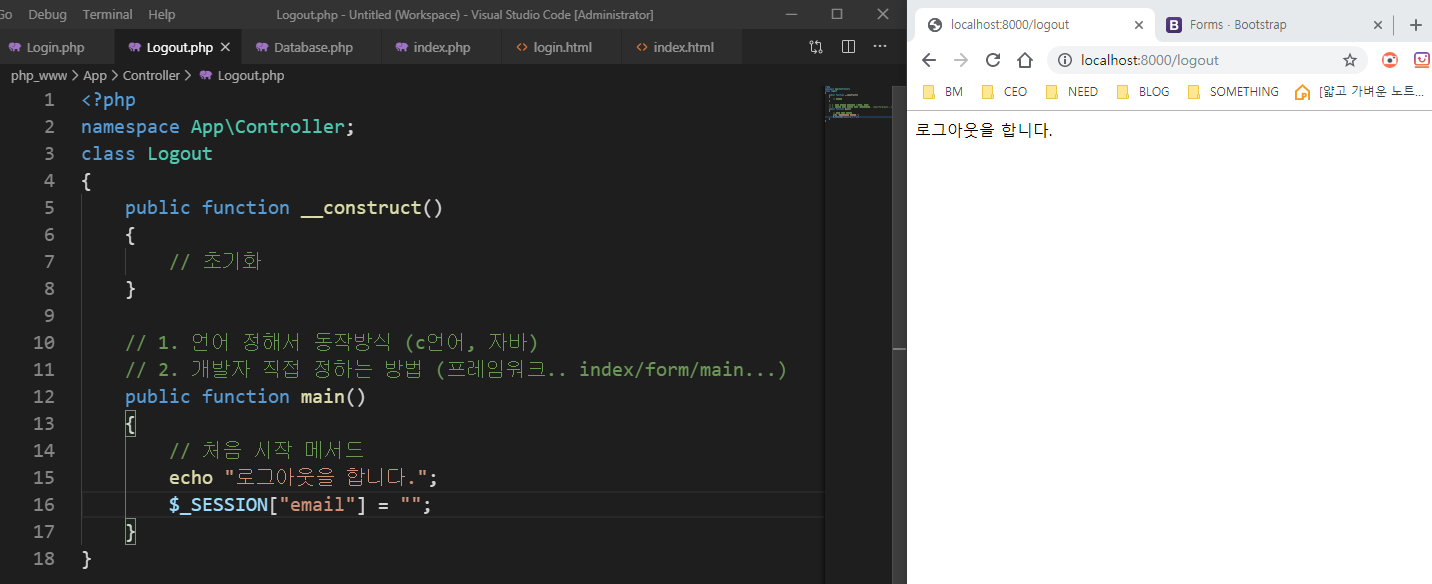 Go Debug Terminal Help Logout.php - Untitled (Workspace) - Visual Studio Code [Administrator]
Login.php Logout.php Database.php index.php login.html index.html
php_www > App > Controller > Logout.php
1 <?php
2 namespace App\Controller;
3 class Logout
4 {
5 public function __construct()
6 {
7 // 초기화
8 }
9
10 // 1. 언어 정해서 동작방식 (c언어, 자바)
11 // 2. 개발자 직접 정하는 방법 (프레임워크.. index/form/main...)
12 public function main()
13 {
14 // 처음 시작 메서드
15 echo "로그아웃을 합니다.";
16 $_SESSION["email"] = "";
17 }
18 }
localhost:8000/logout B Forms · Bootstrap
localhost:8000/logout
BM CEO NEED BLOG SOMETHING [얇고 가벼운 노트...
로그아웃을 합니다.